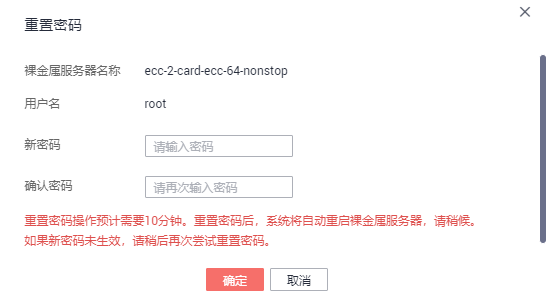 重置密码
裸金属服务器名称 ecc-2-card-ecc-64-nonstop
用户名 root
新密码 请输入密码
确认密码 请再次输入密码
重置密码操作预计需要10分钟。重置密码后，系统将自动重启裸金属服务器，请稍候。
如果新密码未生效，请稍后再次尝试重置密码。
确定 取消